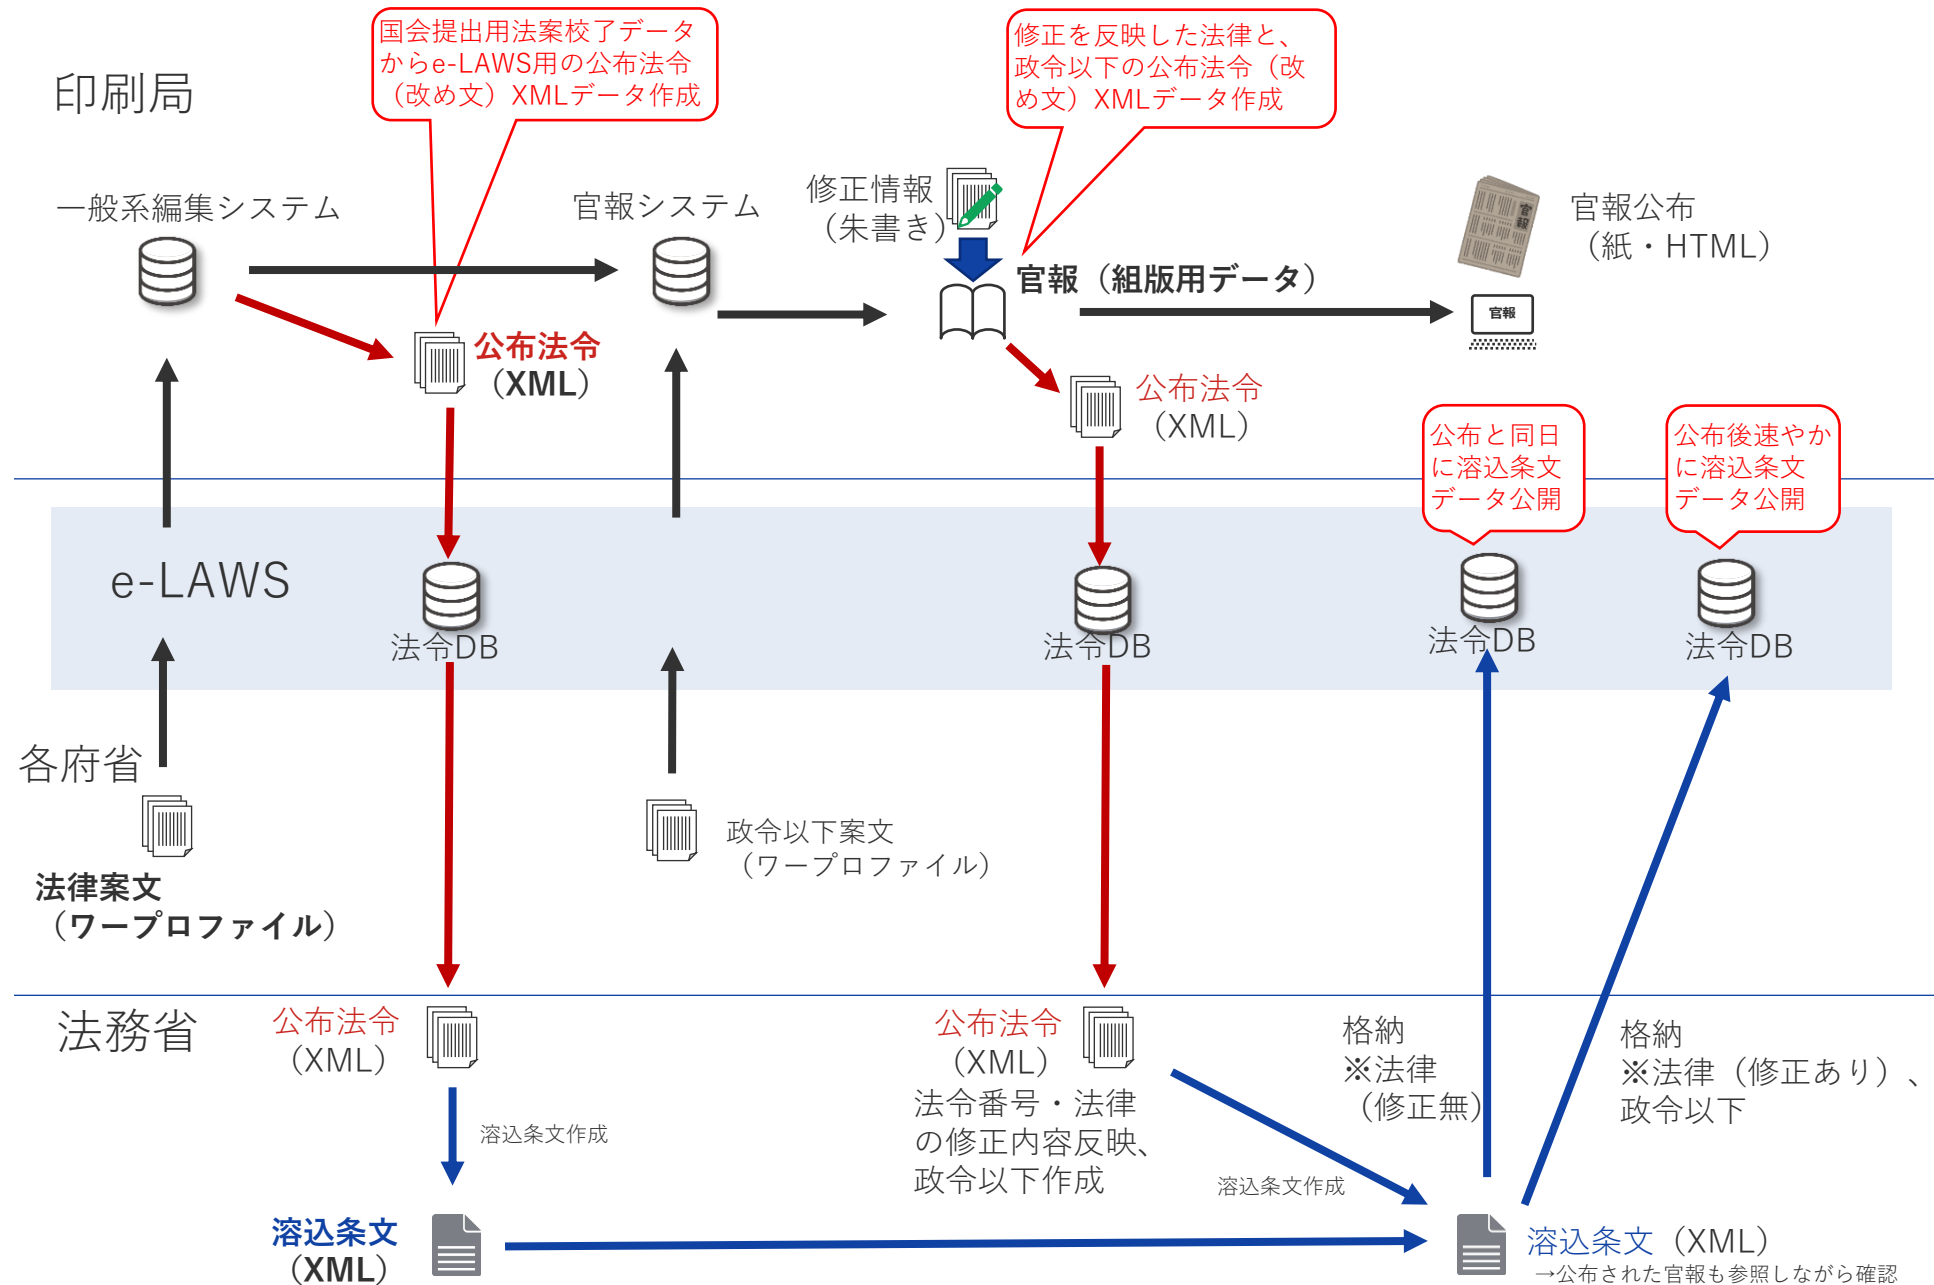 国会提出用法案校了データ
からe-LAWS用の公布法令
（改め文）XMLデータ作成
修正を反映した法律と、
政令以下の公布法令（改
め文）XMLデータ作成
印刷局
一般系編集システム
官報システム
修正情報
（朱書き）
官報
官報公布
（紙・HTML）
官報（組版用データ）
官報
公布法令
（XML）
公布法令
（XML）
公布と同日
に溶込条文
データ公開
公布後速やか
に溶込条文
データ公開
e-LAWS
法令DB
法令DB
法令DB
法令DB
各府省
法律案文
（ワープロファイル）
政令以下案文
（ワープロファイル）
法務省
公布法令
（XML）
公布法令
（XML）
法令番号・法律
の修正内容反映、
政令以下作成
格納
※法律
（修正無）
格納
※法律（修正あり）、
政令以下
溶込条文作成
溶込条文作成
溶込条文
（XML）
溶込条文（XML）
→公布された官報も参照しながら確認